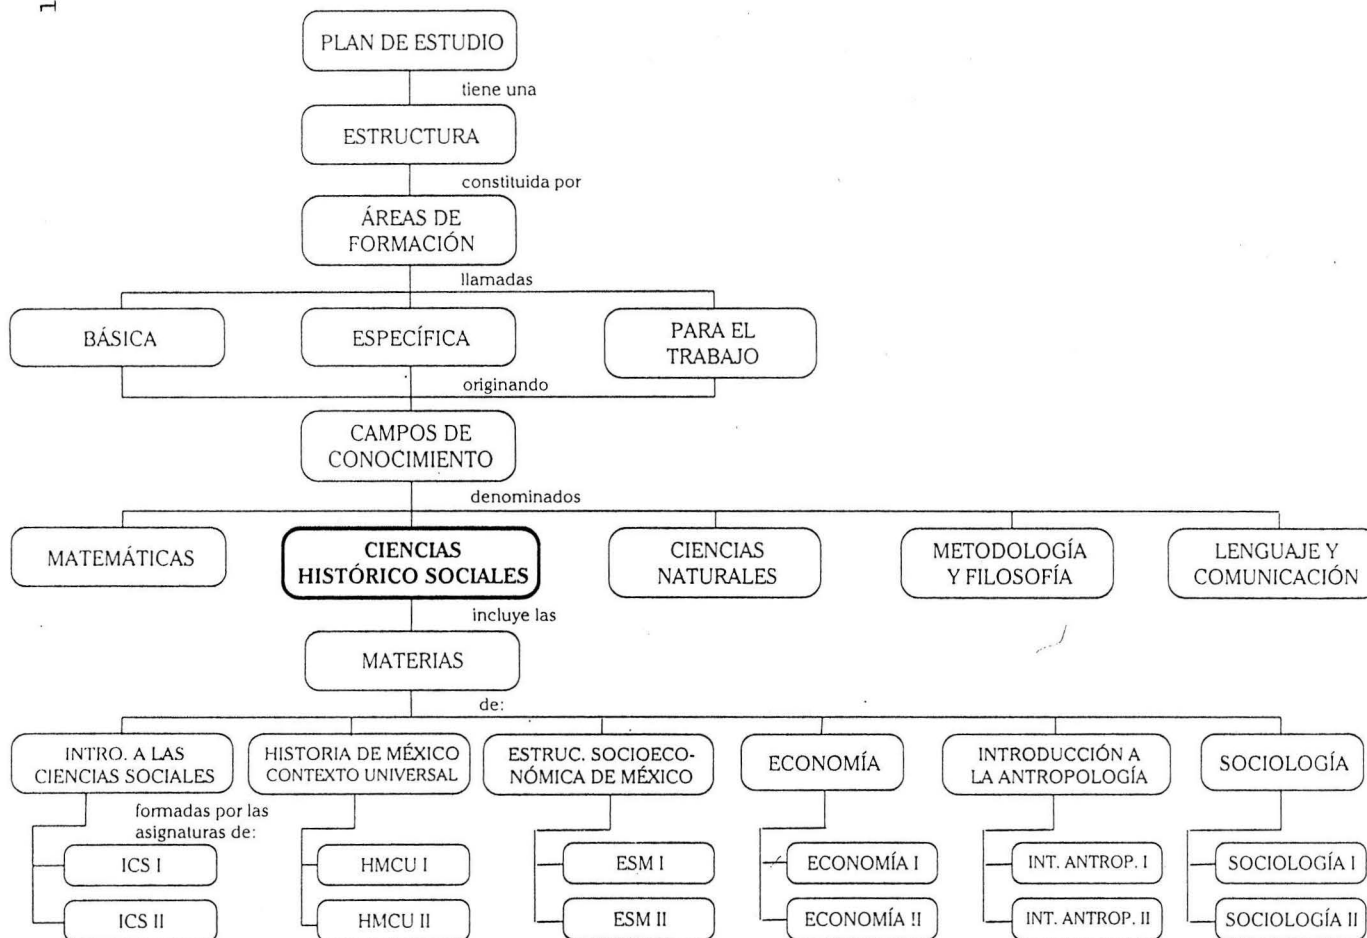 1
PLAN DE ESTUDIO
tiene una
ESTRUCTURA
constituida por
ÁREAS DE
FORMACIÓN
llamadas
BÁSICA
ESPECÍFICA
PARA EL
TRABAJO
originando
CAMPOS DE
CONOCIMIENTO
denominados
MATEMÁTICAS
CIENCIAS
HISTÓRICO SOCIALES
CIENCIAS
NATURALES
METODOLOGÍA
Y FILOSOFÍA
LENGUAJE Y
COMUNICACIÓN
incluye las
MATERIAS
de:
INTRO. A LAS
CIENCIAS SOCIALES
HISTORIA DE MÉXICO
CONTEXTO UNIVERSAL
ESTRUC. SOCIOECO-
NÓMICA DE MÉXICO
ECONOMÍA
INTRODUCCIÓN A
LA ANTROPOLOGÍA
SOCIOLOGÍA
formadas por las
asignaturas de:
ICS I
HMCU I
ESM I
ECONOMÍA I
INT. ANTROP. I
SOCIOLOGÍA I
ICS II
HMCU II
ESM II
ECONOMÍA II
INT. ANTROP. II
SOCIOLOGÍA II